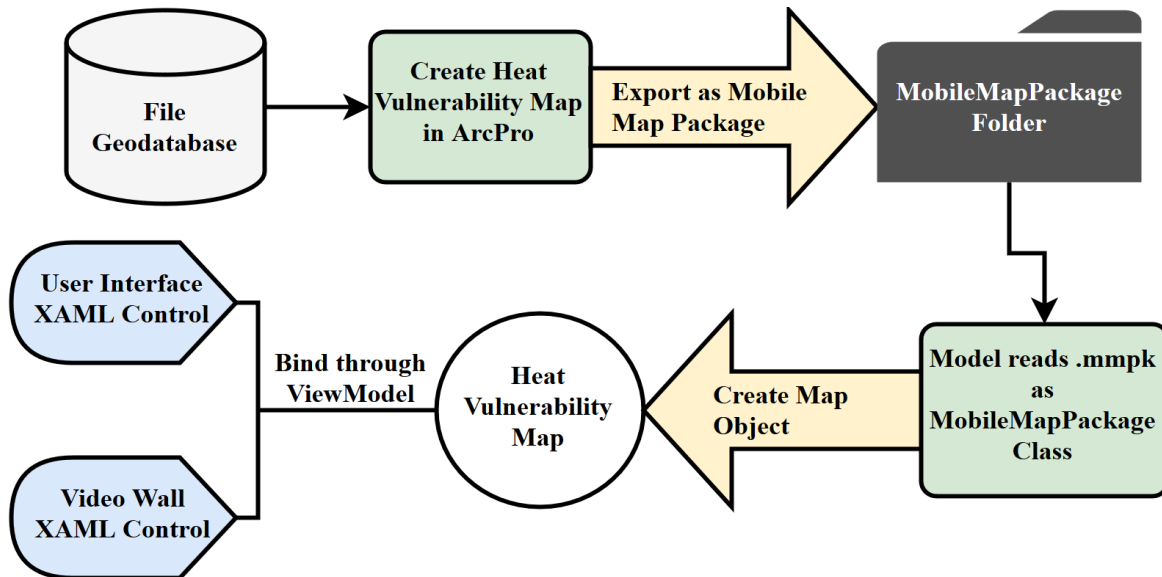 File
Geodatabase
Create Heat
Vulnerability Map
in ArcPro
Export as Mobile
Map Package
MobileMapPackage
Folder
User Interface
XAML Control
Bind through
ViewModel
Heat
Vulnerability
Map
Create Map
Object
Model reads .mmpk
as
MobileMapPackage
Class
Video Wall
XAML Control